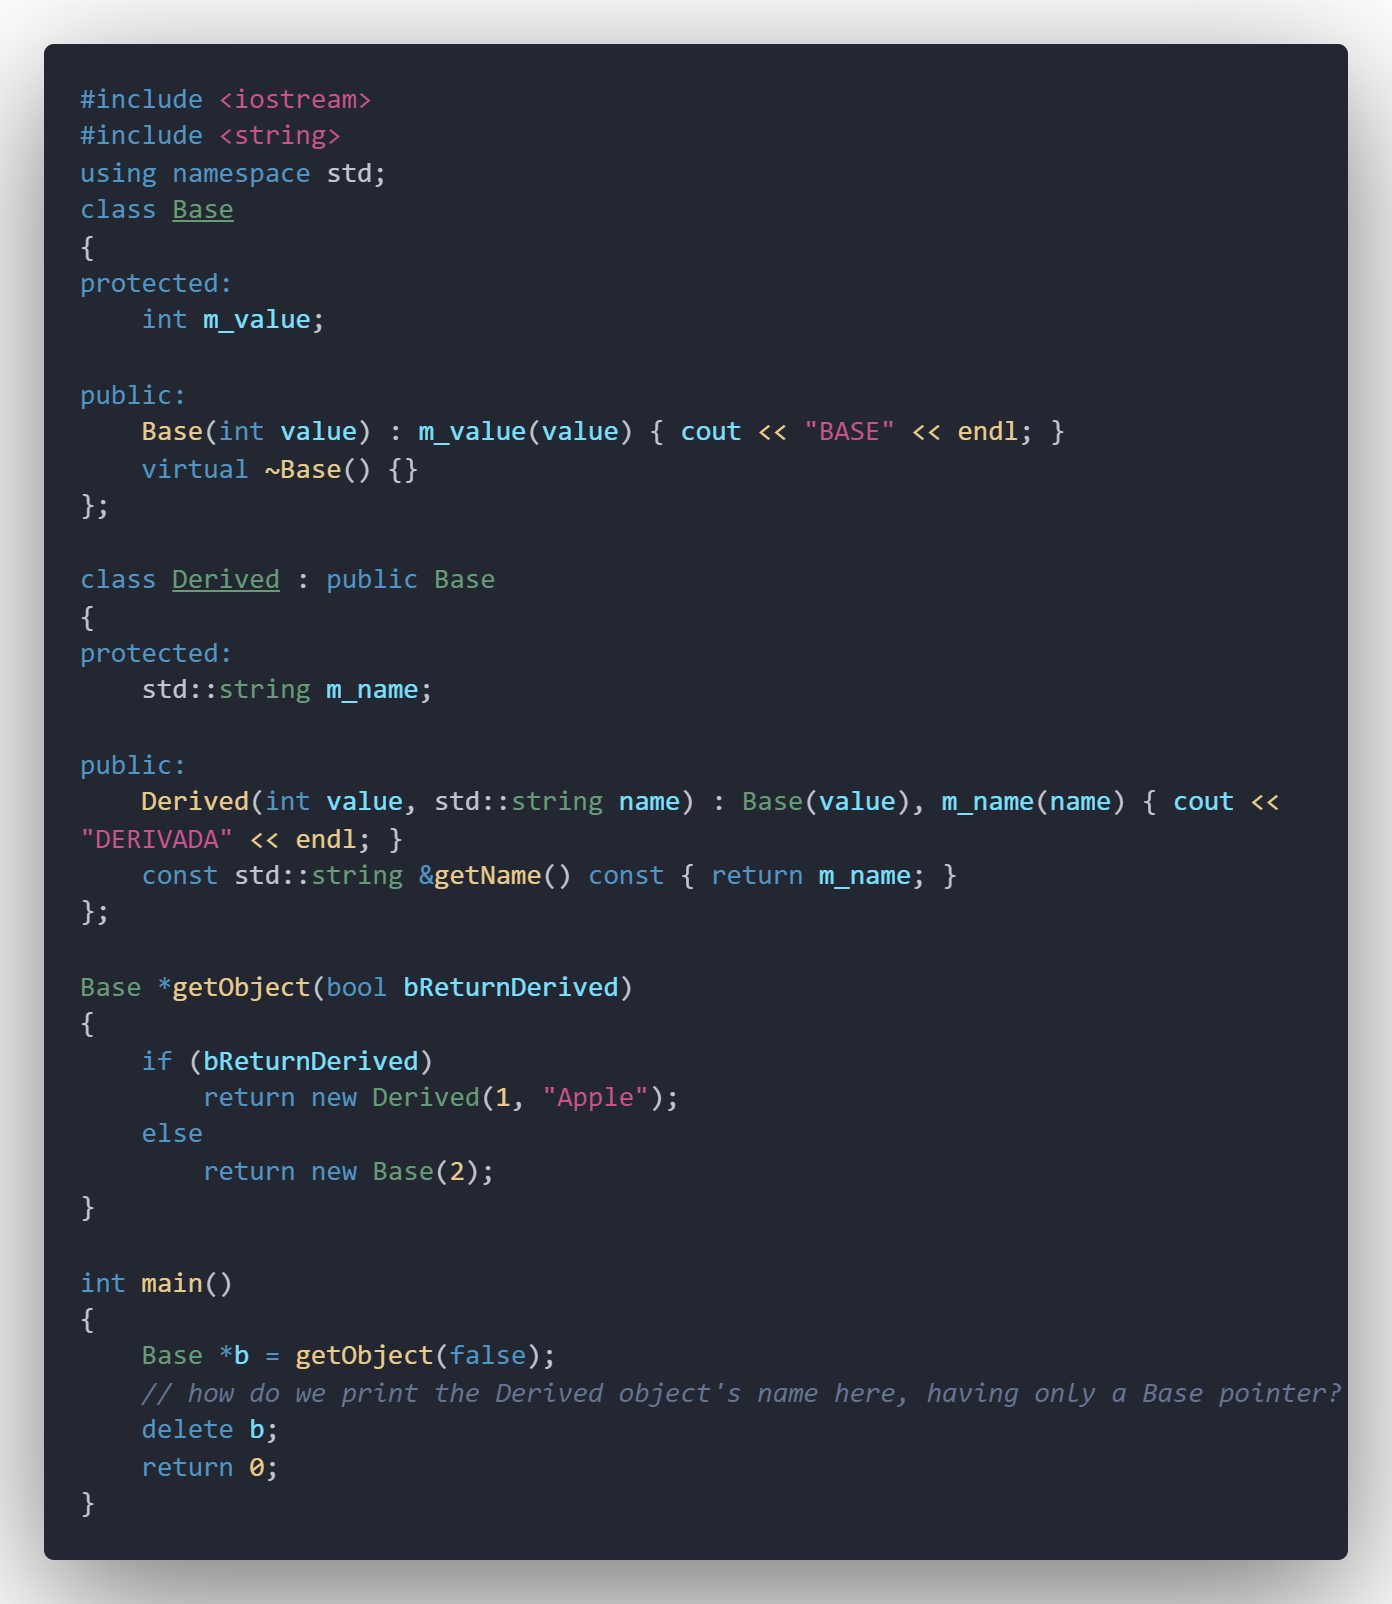 #include <iostream>
#include <string>
using namespace std;
class Base
{
protected:
    int m_value;

public:
    Base(int value) : m_value(value) { cout << "BASE" << endl; }
    virtual ~Base() {}
};

class Derived : public Base
{
protected:
    std::string m_name;

public:
    Derived(int value, std::string name) : Base(value), m_name(name) { cout <<
"DERIVADA" << endl; }
    const std::string &getName() const { return m_name; }
};

Base *getObject(bool bReturnDerived)
{
    if (bReturnDerived)
        return new Derived(1, "Apple");
    else
        return new Base(2);
}

int main()
{
    Base *b = getObject(false);
    // how do we print the Derived object's name here, having only a Base pointer?
    delete b;
    return 0;
}